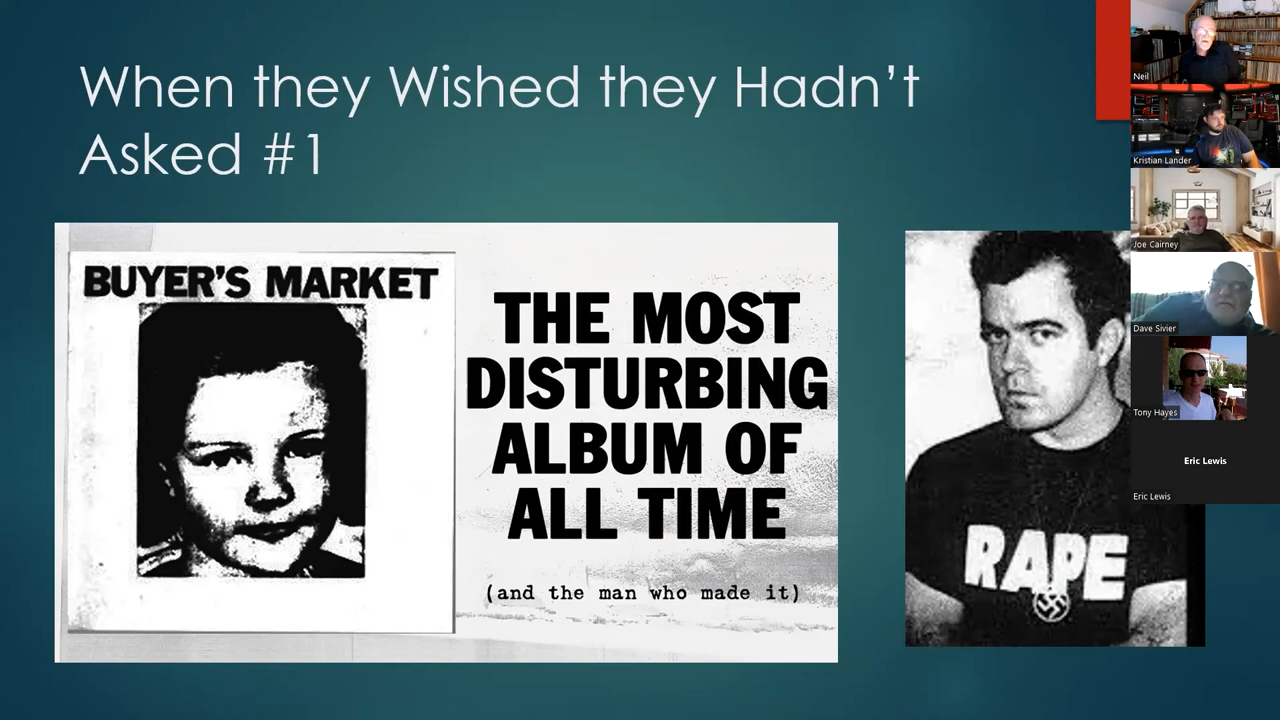 When they Wished they Hadn't
Asked #1
BUYER'S MARKET
THE MOST
DISTURBING
ALBUM OF
ALL TIME
(and the man who made it)
RAPE
Neil
Kristian Lander
Joe Cairney
Dave Sivier
Tony Hayes
Eric Lewis
Eric Lewis